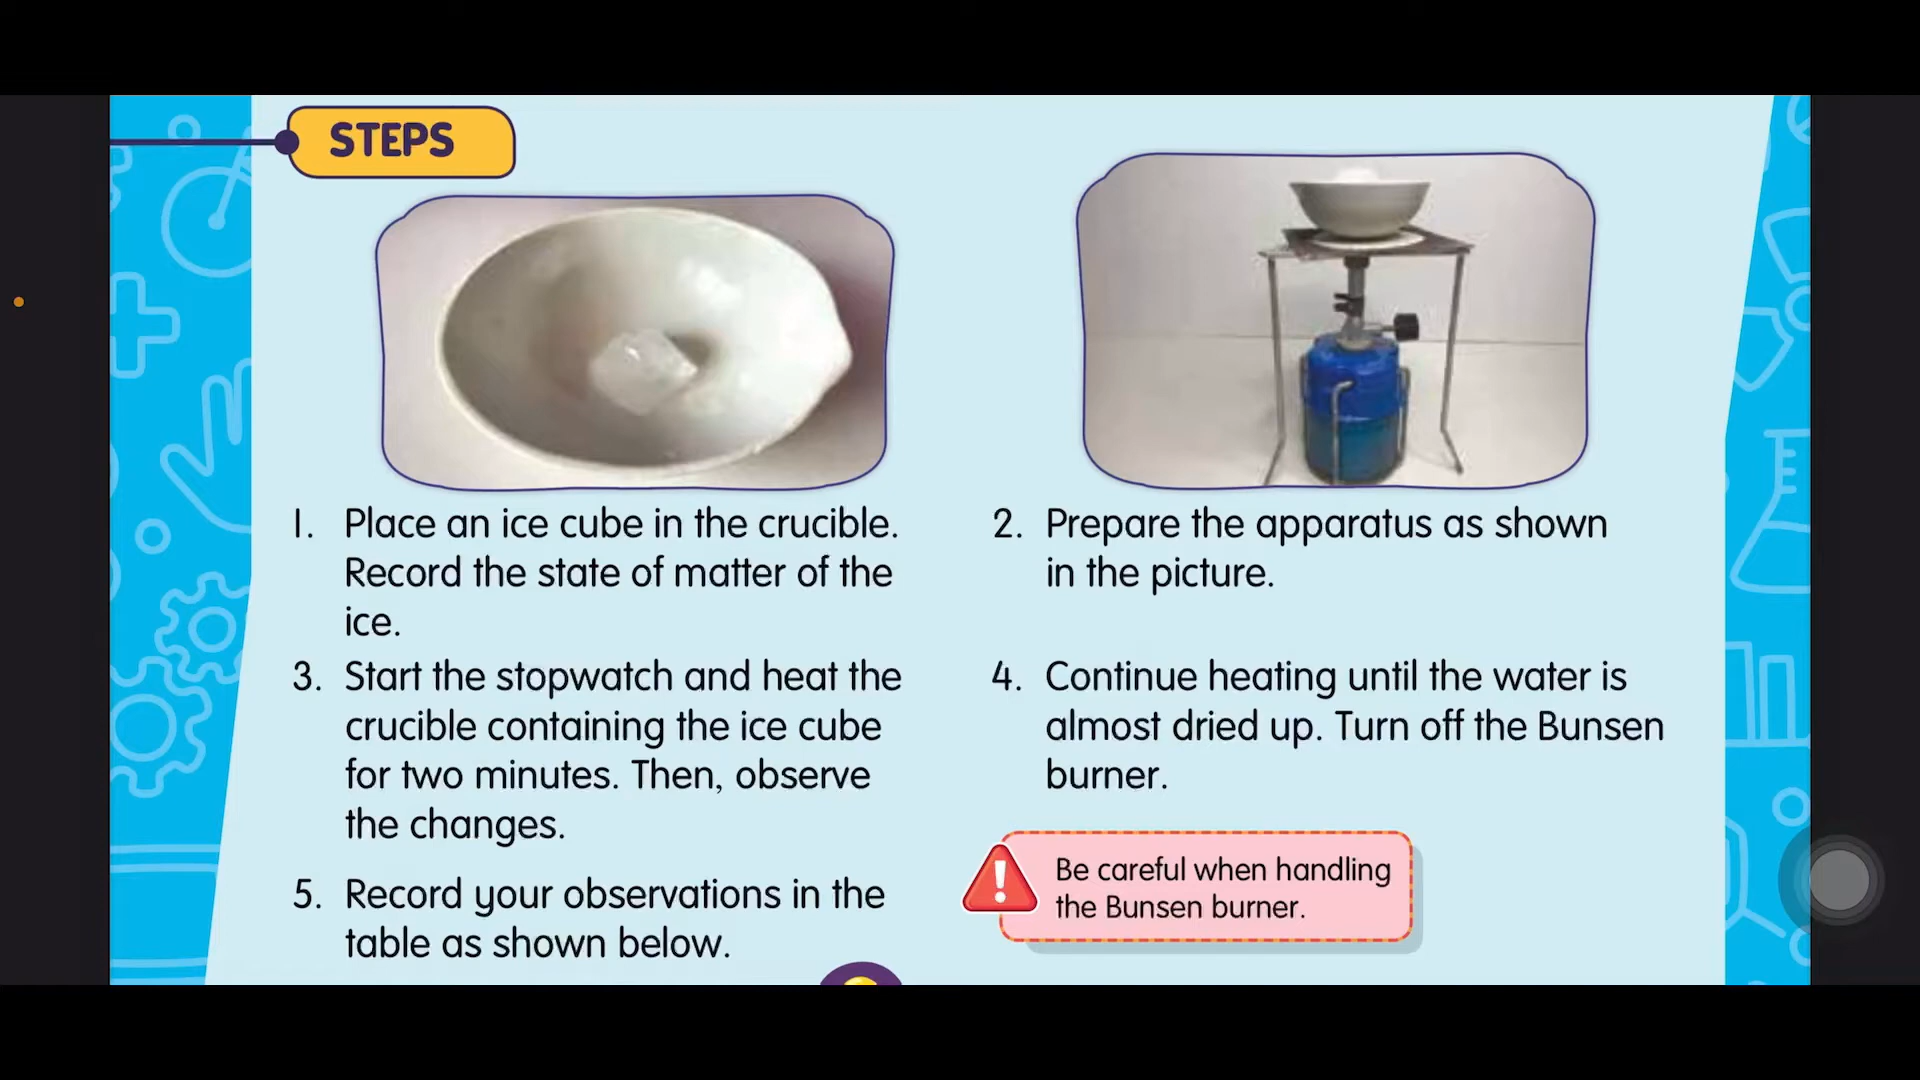 STEPS
1. Place an ice cube in the crucible.
Record the state of matter of the
ice.
2. Prepare the apparatus as shown
in the picture.
3. Start the stopwatch and heat the
crucible containing the ice cube
for two minutes. Then, observe
the changes.
4. Continue heating until the water is
almost dried up. Turn off the Bunsen
burner.
Be careful when handling
the Bunsen burner.
5. Record your observations in the
table as shown below.